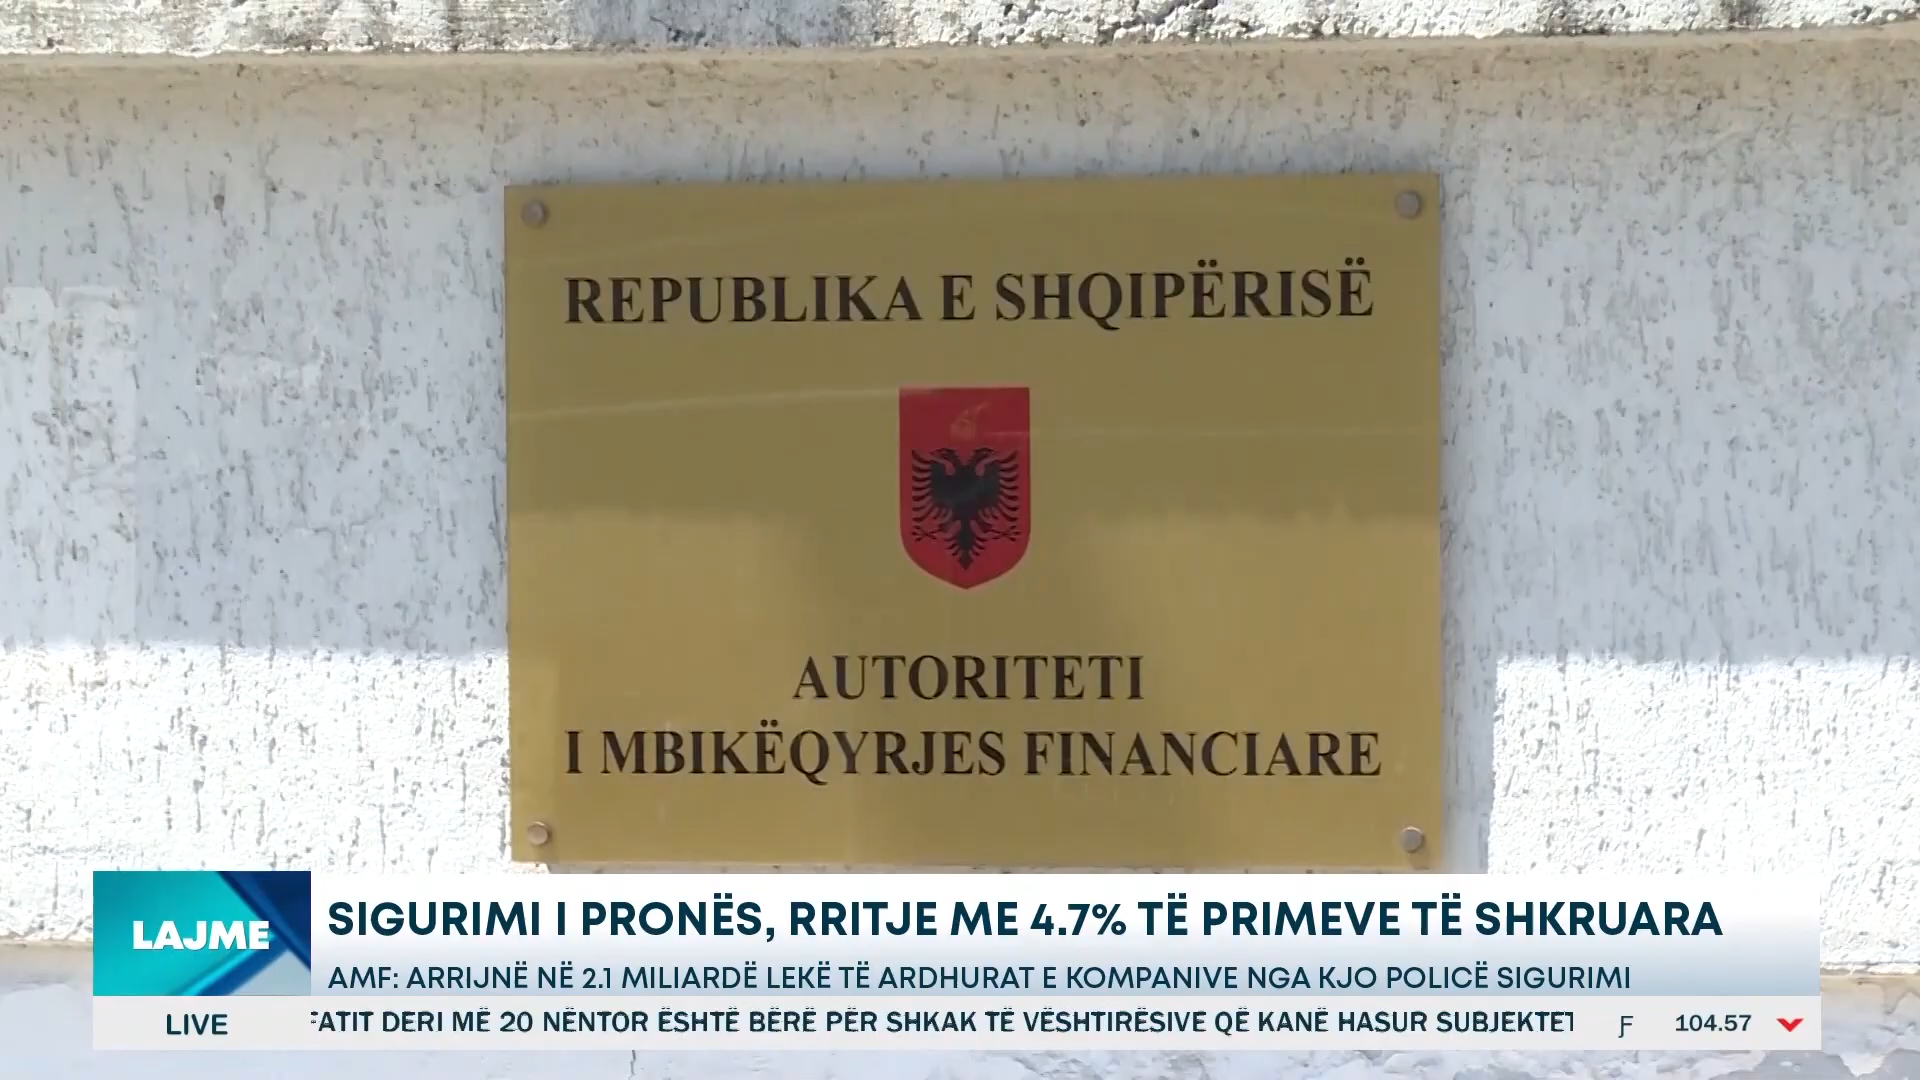 REPUBLIKA E SHQIPËRISË
AUTORITETI
I MBIKËQYRJES FINANCIARE
LAJME
SIGURIMI I PRONËS, RRITJE ME 4.7% TË PRIMEVE TË SHKRUARA
AMF: ARRIJNË NË 2.1 MILIARDË LEKË TË ARDHURAT E KOMPANIVE NGA KJO POLICË SIGURIMI
LIVE
FATIT DERI MË 20 NËNTOR ËSHTË BËRË PËR SHKAK TË VËSHTIRËSIVE QË KANË HASUR SUBJEKTET
Ƒ 104.57